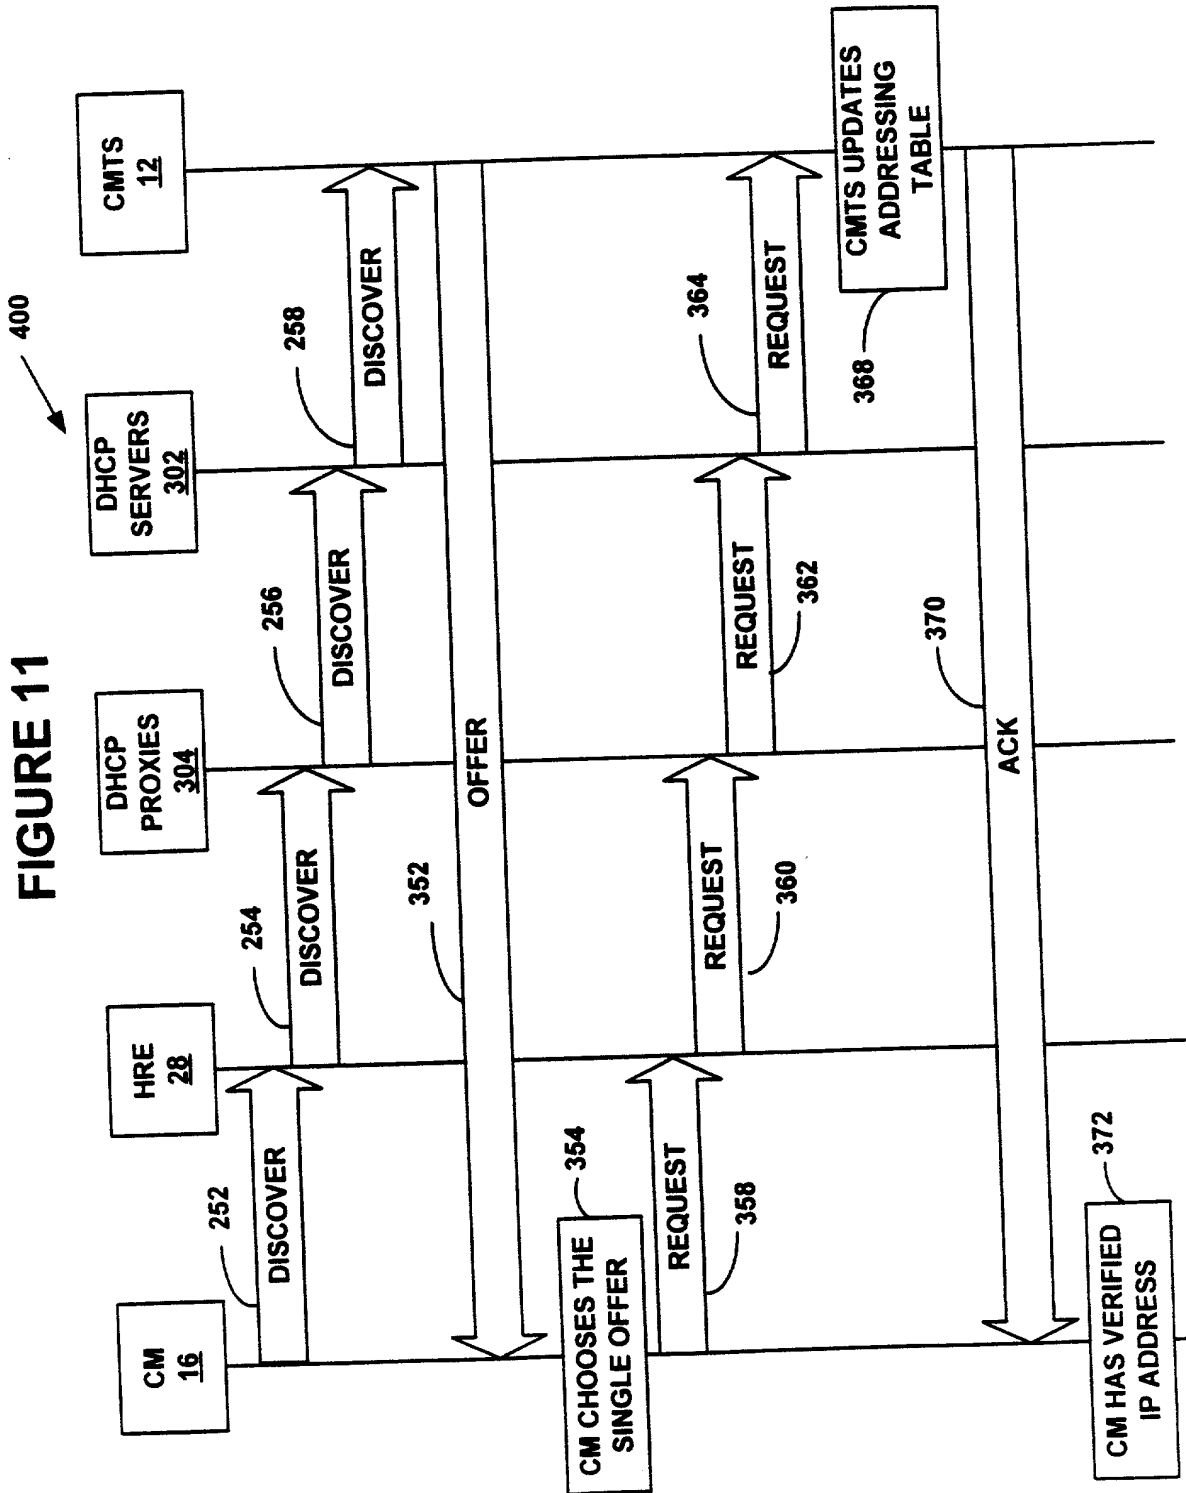 FIGURE 11
400
CM
16
HRE
28
DHCP
PROXIES
304
DHCP
SERVERS
302
CMTS
12
252
DISCOVER
254
DISCOVER
256
DISCOVER
258
DISCOVER
352
OFFER
CM CHOOSES THE
SINGLE OFFER
354
REQUEST
358
REQUEST
360
REQUEST
362
REQUEST
364
CMTS UPDATES
ADDRESSING
TABLE
368
370
ACK
CM HAS VERIFIED
IP ADDRESS
372